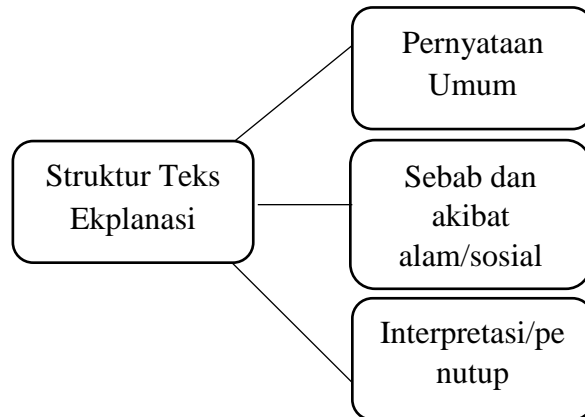 Struktur Teks
Ekplanasi
Pernyataan
Umum
Sebab dan
akibat
alam/sosial
Interpretasi/pe
nutup